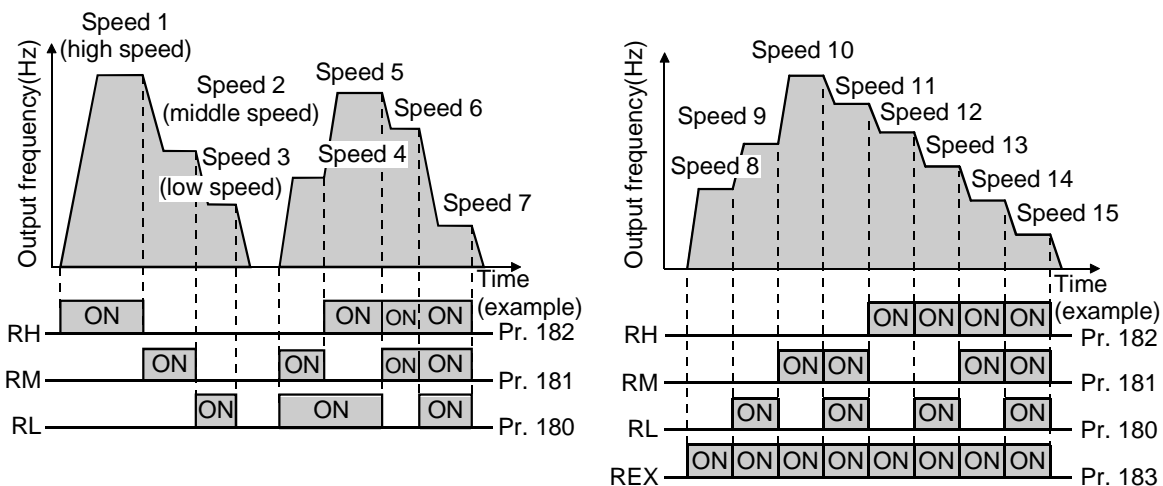 Speed 1
(high speed)
Output frequency(Hz)
Speed 2
(middle speed)
Speed 3
(low speed)
Speed 5
Speed 6
Speed 4
Speed 7
Time
(example)
RH ON ON ON ON Pr. 182
RM ON ON ON ON Pr. 181
RL ON ON ON Pr. 180
Output frequency(Hz)
Speed 10
Speed 11
Speed 9
Speed 12
Speed 13
Speed 8
Speed 14
Speed 15
Time
(example)
RH ON ON ON ON Pr. 182
RM ON ON ON ON Pr. 181
RL ON ON ON ON Pr. 180
REX ON ON ON ON ON ON ON ON Pr. 183